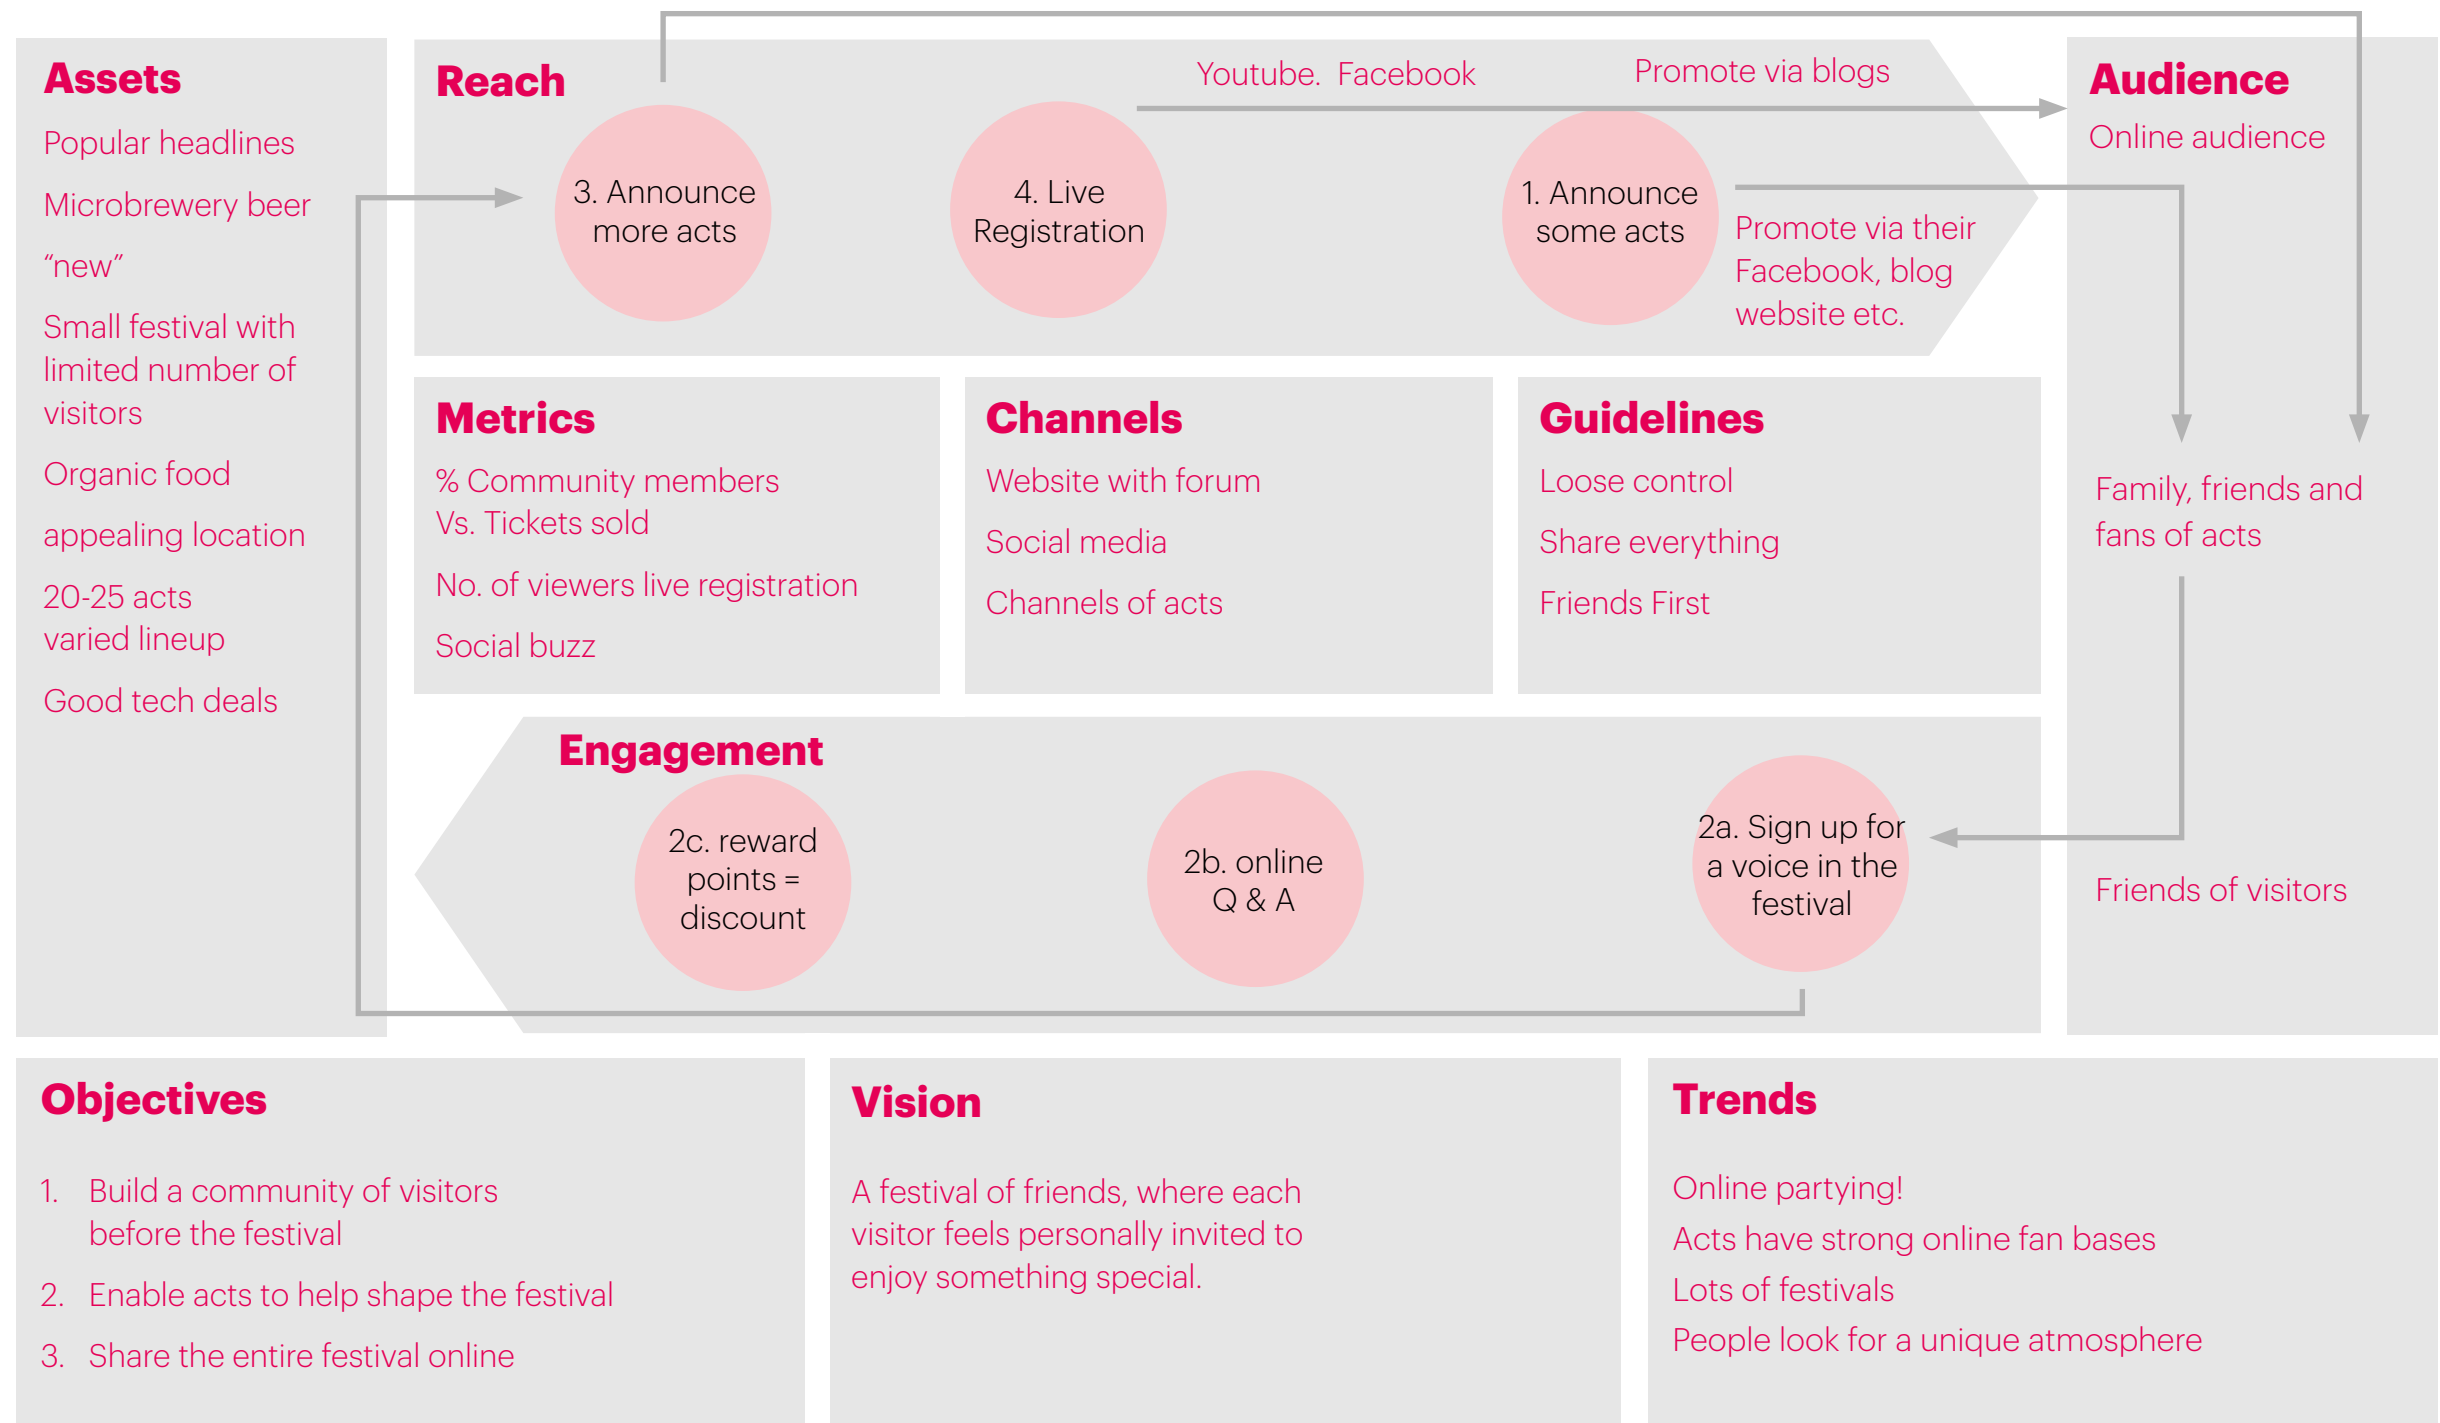 Assets
Popular headlines
Microbrewery beer
“new”
Small festival with
limited number of
visitors
Organic food
appealing location
20-25 acts
varied lineup
Good tech deals
Reach
Youtube.  Facebook
Promote via blogs
3. Announce
more acts
4. Live
Registration
1. Announce
some acts
Promote via their
Facebook, blog
website etc.
Audience
Online audience
Family, friends and
fans of acts
Friends of visitors
Metrics
% Community members
Vs. Tickets sold
No. of viewers live registration
Social buzz
Channels
Website with forum
Social media
Channels of acts
Guidelines
Loose control
Share everything
Friends First
Engagement
2c. reward
points =
discount
2b. online
Q & A
2a. Sign up for
a voice in the
festival
Objectives
1. Build a community of visitors
before the festival
2. Enable acts to help shape the festival
3. Share the entire festival online
Vision
A festival of friends, where each
visitor feels personally invited to
enjoy something special.
Trends
Online partying!
Acts have strong online fan bases
Lots of festivals
People look for a unique atmosphere